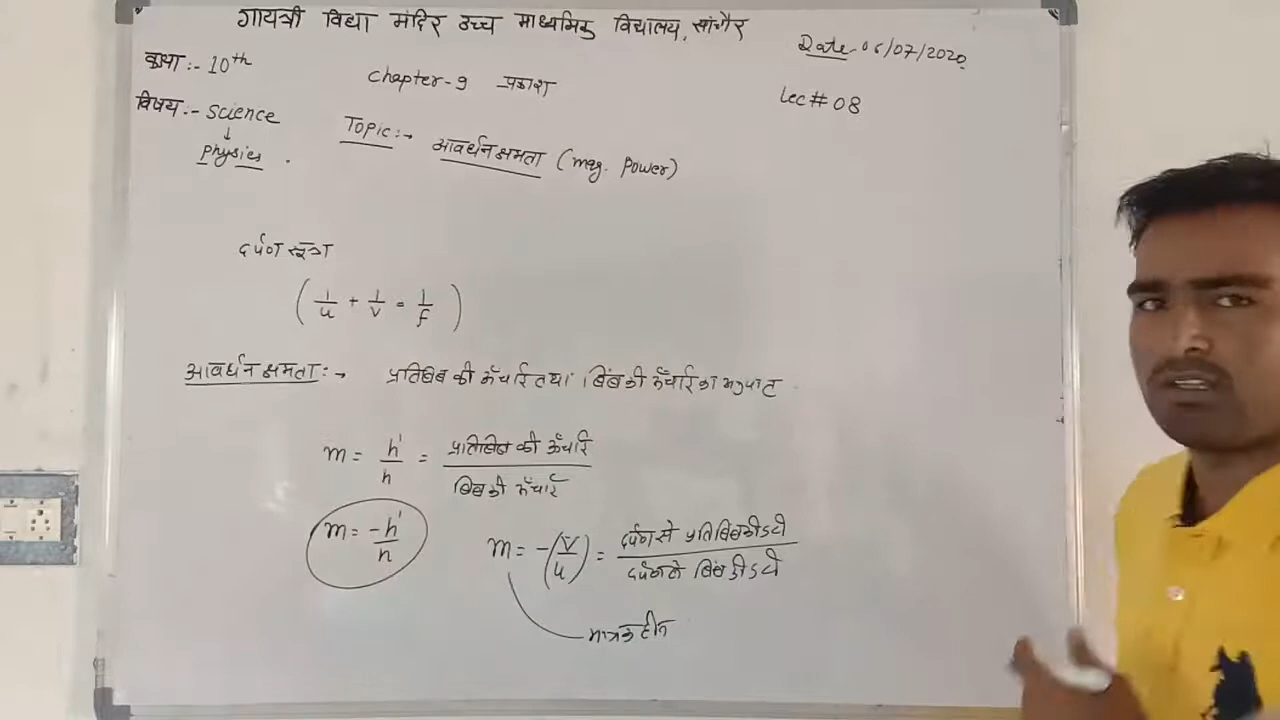 गायत्री विद्या मंदिर उच्च माध्यमिक विद्यालय, सांचौर
Date 06/07/2020
कक्षा :- 10th
Chapter-9 प्रकाश
Lec # 08
विषय :- Science
↓
Physics
Topic :→ आवर्धन क्षमता (mag. Power)
दर्पण सूत्र
(1/u + 1/v = 1/f)
आवर्धन क्षमता :→ प्रतिबिंब की ऊँचाई तथा बिंब की ऊँचाई का अनुपात
m = h'/h = प्रतिबिंब की ऊँचाई / बिंब की ऊँचाई
m = -h'/h
m = -(v/u) = दर्पण से प्रतिबिंब की दूरी / दर्पण से बिंब की दूरी
मात्रक हीन